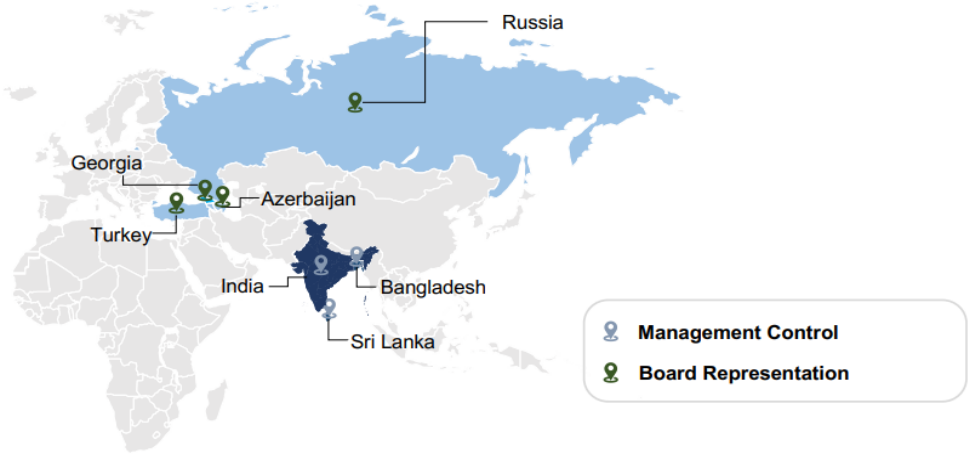 Russia
Georgia
Azerbaijan
Turkey
India
Bangladesh
Sri Lanka
Management Control
Board Representation